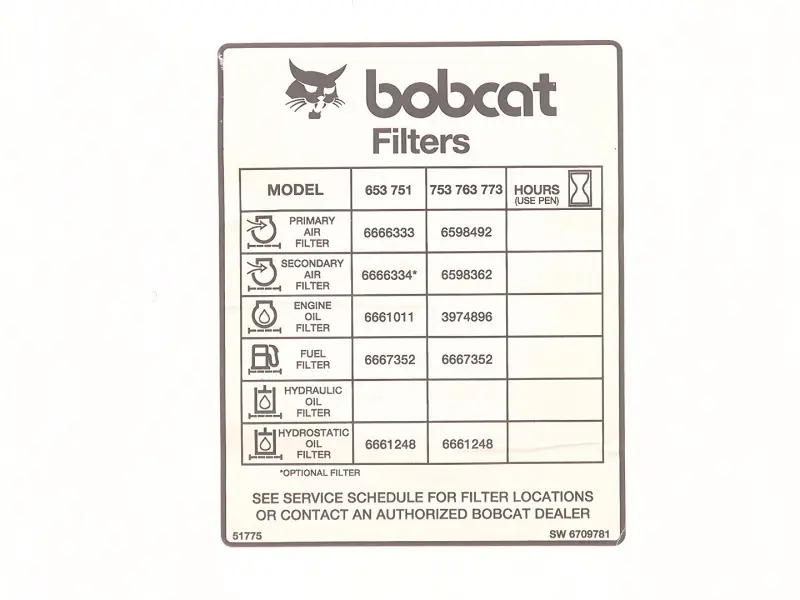 bobcat
Filters
MODEL 653 751 753 763 773 HOURS
(USE PEN)
PRIMARY
AIR 6666333 6598492
FILTER
SECONDARY
AIR 6666334* 6598362
FILTER
ENGINE
OIL 6661011 3974896
FILTER
FUEL
FILTER 6667352 6667352
HYDRAULIC
OIL
FILTER
HYDROSTATIC
OIL 6661248 6661248
FILTER
*OPTIONAL FILTER
SEE SERVICE SCHEDULE FOR FILTER LOCATIONS
OR CONTACT AN AUTHORIZED BOBCAT DEALER
51775 SW 6709781